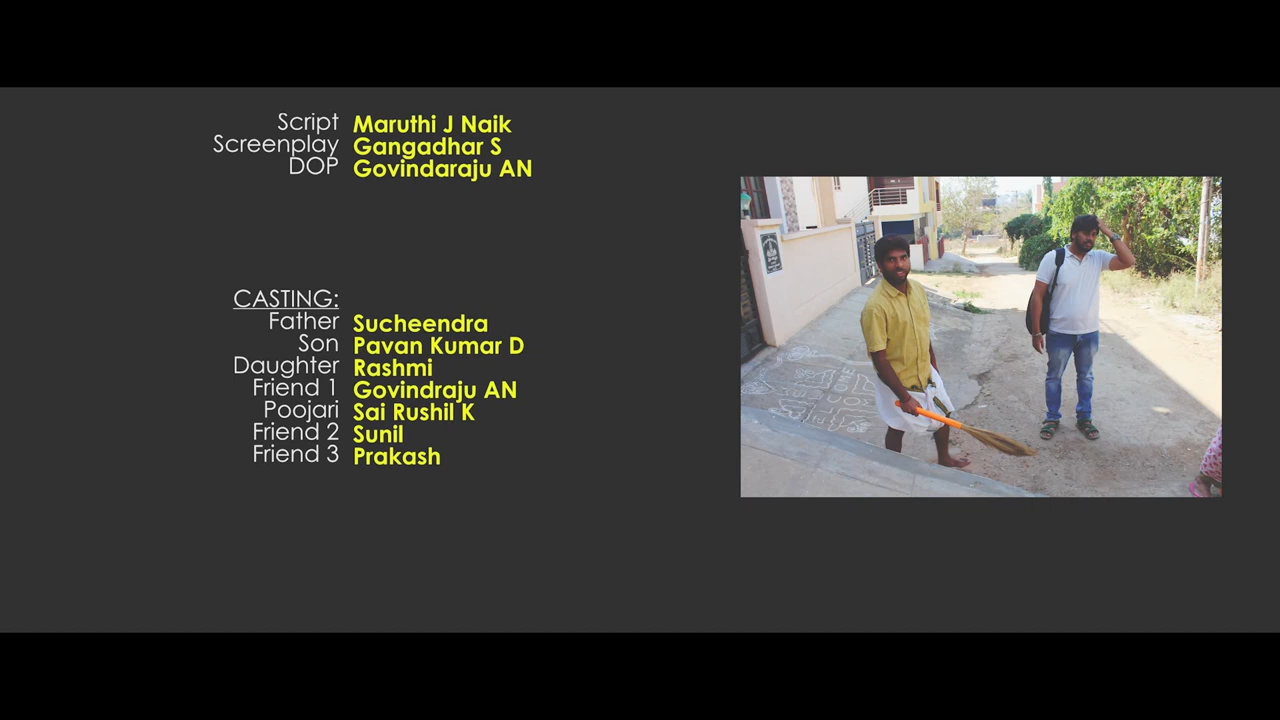 Script Maruthi J Naik
Screenplay Gangadhar S
DOP Govindaraju AN
CASTING:
Father Sucheendra
Son Pavan Kumar D
Daughter Rashmi
Friend 1 Govindraju AN
Poojari Sai Rushil K
Friend 2 Sunil
Friend 3 Prakash